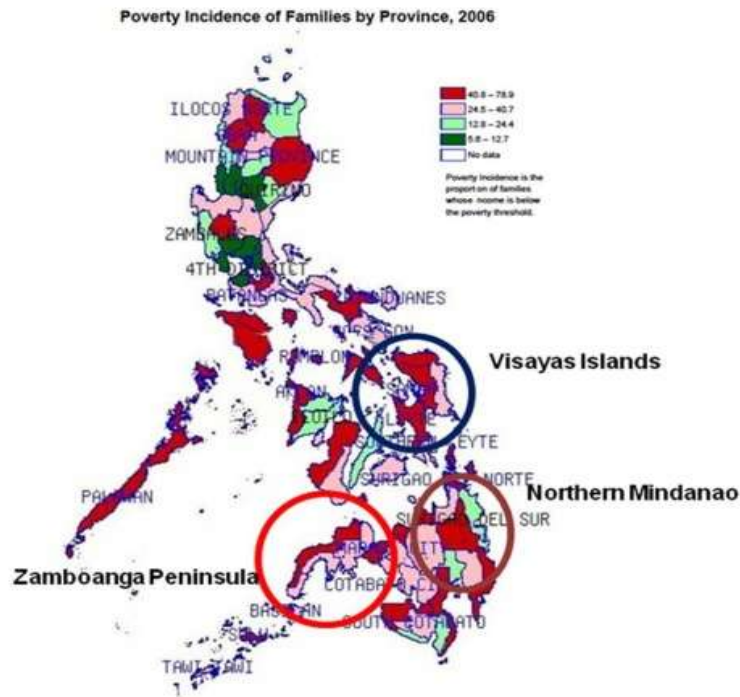 Poverty Incidence of Families by Province, 2006
40.8 – 78.9
24.5 – 40.7
12.8 – 24.4
5.6 – 12.7
No data
Poverty Incidence is the
proportion of families
whose income is below
the poverty threshold.
ILOCOS
MOUNTAIN PROVINCE
QUIRINO
ZAMBALES
4TH DISTRICT
BATANGAS
ROMBLON
Visayas Islands
LEYTE
SURIGAO NORTE
Northern Mindanao
PALAWAN
DEL SUR
Zamboanga Peninsula
COTABATO
BASILAN
SOUTH COTABATO
TAWI TAWI